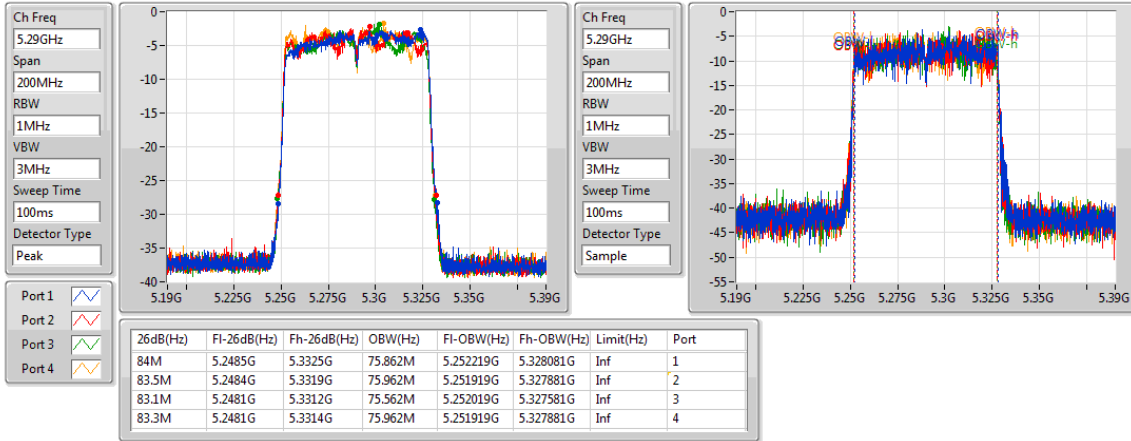 Ch Freq
5.29GHz
Span
200MHz
RBW
1MHz
VBW
3MHz
Sweep Time
100ms
Detector Type
Peak
0-
-5-
-10-
-15-
-20-
-25-
-30-
-35-
-40-
5.19G 5.225G 5.25G 5.275G 5.3G 5.325G 5.39G
Ch Freq
5.29GHz
Span
200MHz
RBW
1MHz
VBW
3MHz
Sweep Time
100ms
Detector Type
Sample
0-
-5-
-10-
-15-
-20-
-25-
-30-
-35-
-40-
-45-
-50-
-55-
OBW OBW-h
5.19G 5.225G 5.25G 5.275G 5.3G 5.325G 5.39G
Port 1
Port 2
Port 3
Port 4
26dB(Hz) Fl-26dB(Hz) Fh-26dB(Hz) OBW(Hz) Fl-OBW(Hz) Fh-OBW(Hz) Limit(Hz) Port
84M 5.2485G 5.3325G 75.862M 5.252219G 5.328081G Inf 1
83.5M 5.2484G 5.3319G 75.962M 5.251919G 5.327881G Inf 2
83.1M 5.2481G 5.3312G 75.562M 5.252019G 5.327581G Inf 3
83.3M 5.2481G 5.3314G 75.962M 5.251919G 5.327881G Inf 4